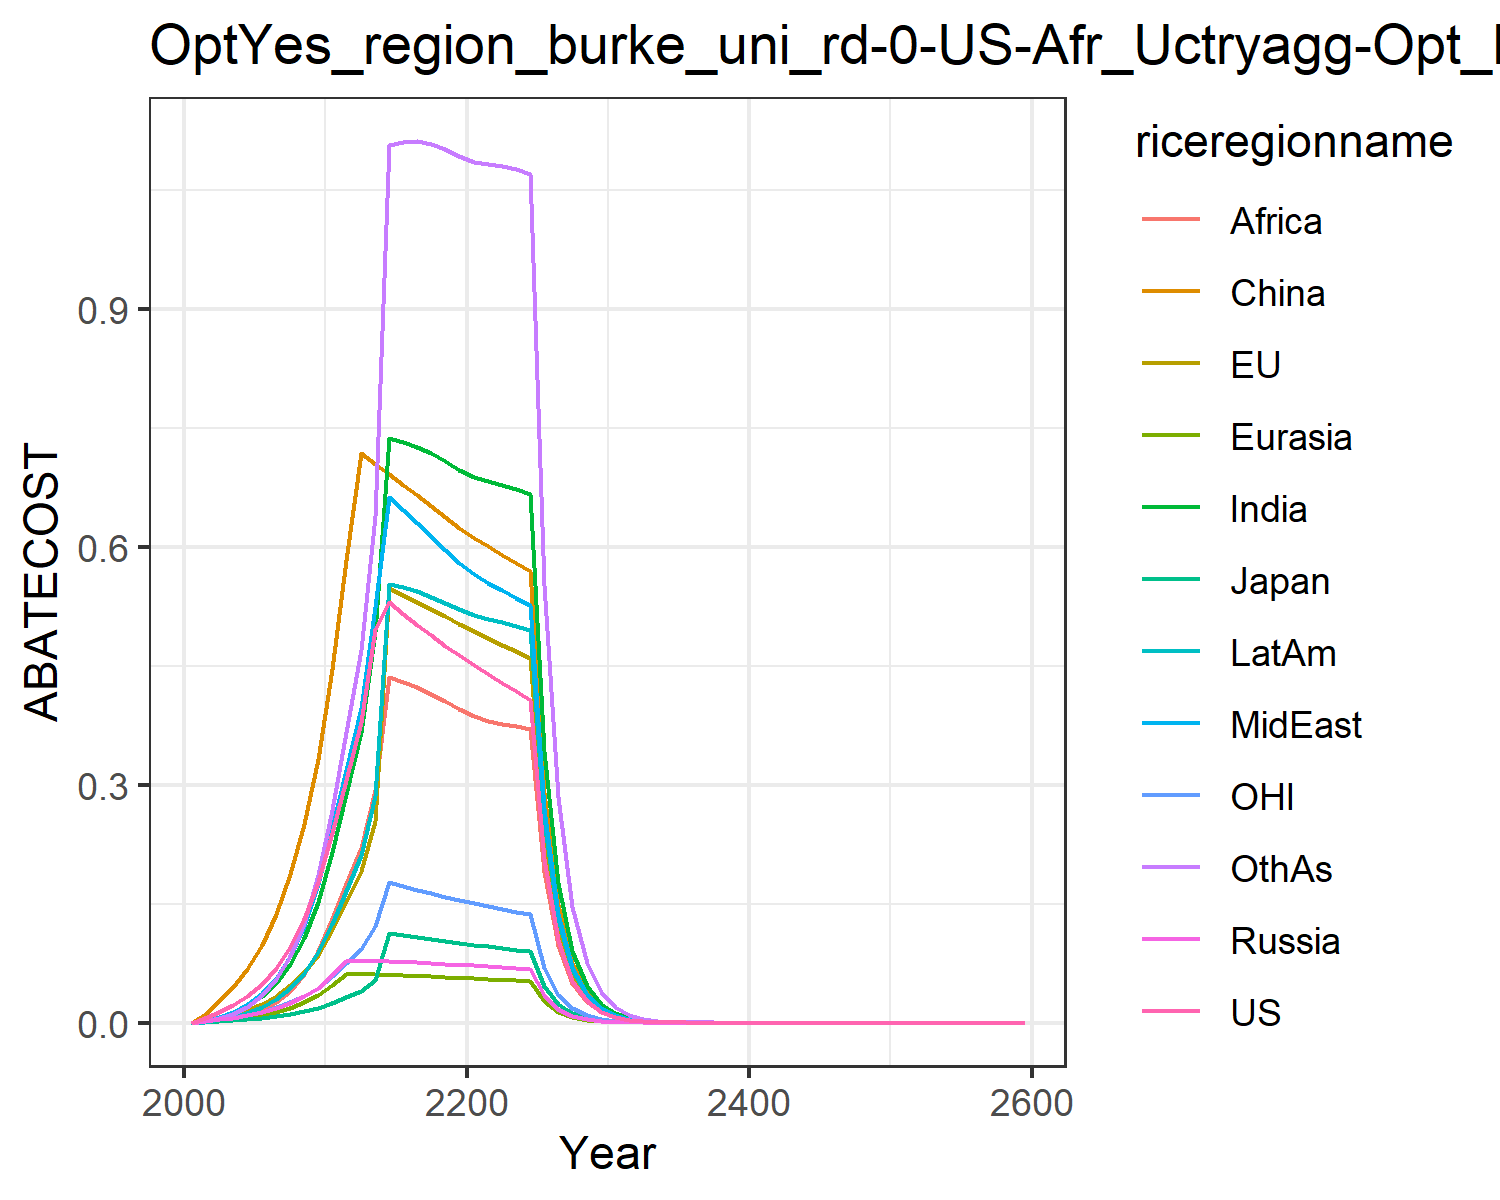 OptYes_region_burke_uni_rd-0-US-Afr_Uctryagg-Opt_
riceregionname
Africa
China
EU
Eurasia
India
Japan
LatAm
MidEast
OHI
OthAs
Russia
US
ABATECOST
0.9
0.6
0.3
0.0
2000
2200
2400
2600
Year